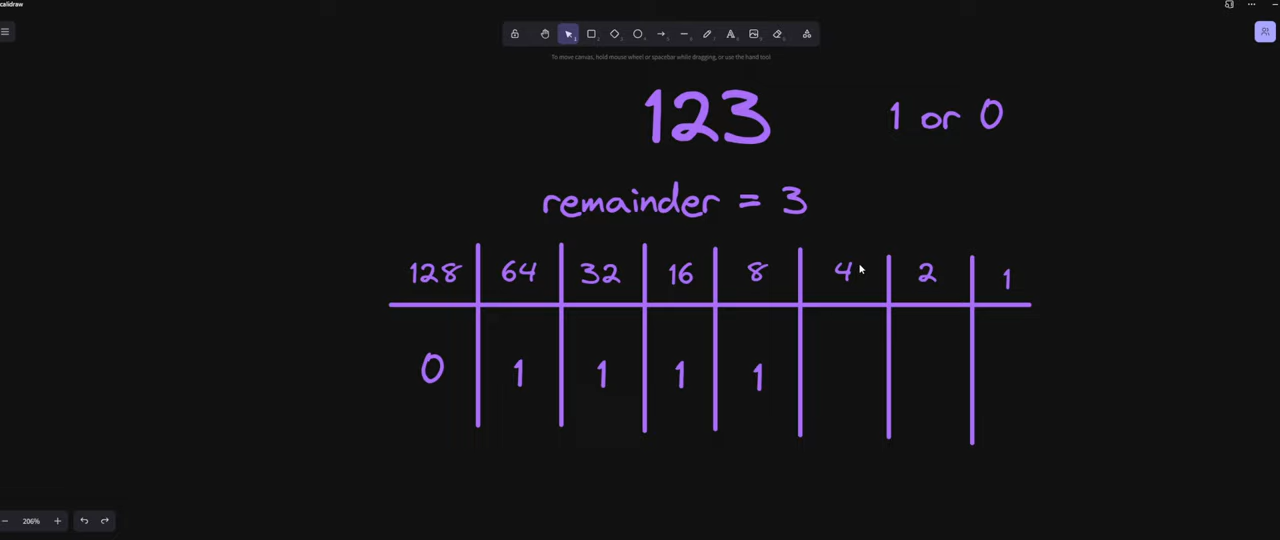 calidraw
To move canvas, hold mouse wheel or spacebar while dragging, or use the hand tool
123 1 or 0
remainder = 3
128 64 32 16 8 4 2 1
0 1 1 1 1
206%